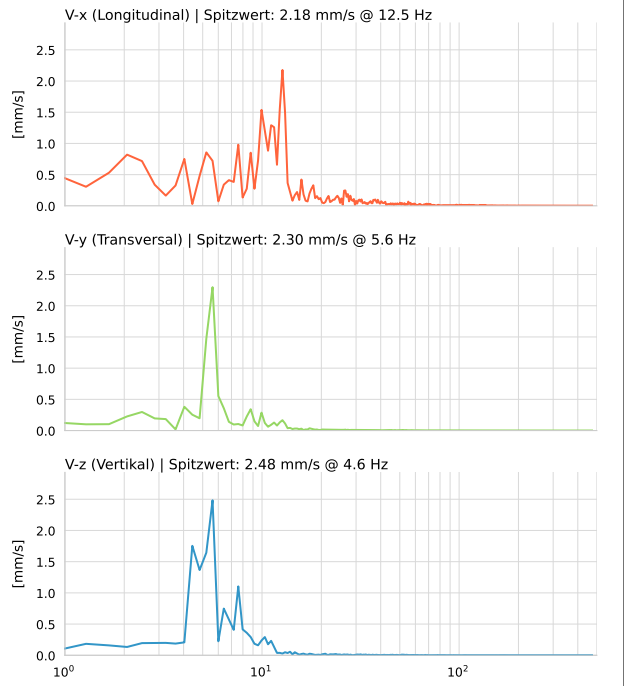 V-x (Longitudinal) | Spitzwert: 2.18 mm/s @ 12.5 Hz
2.5
2.0
1.5
1.0
0.5
0.0
[mm/s]
V-y (Transversal) | Spitzwert: 2.30 mm/s @ 5.6 Hz
2.5
2.0
1.5
1.0
0.5
0.0
[mm/s]
V-z (Vertikal) | Spitzwert: 2.48 mm/s @ 4.6 Hz
2.5
2.0
1.5
1.0
0.5
0.0
[mm/s]
10⁰ 10¹ 10²